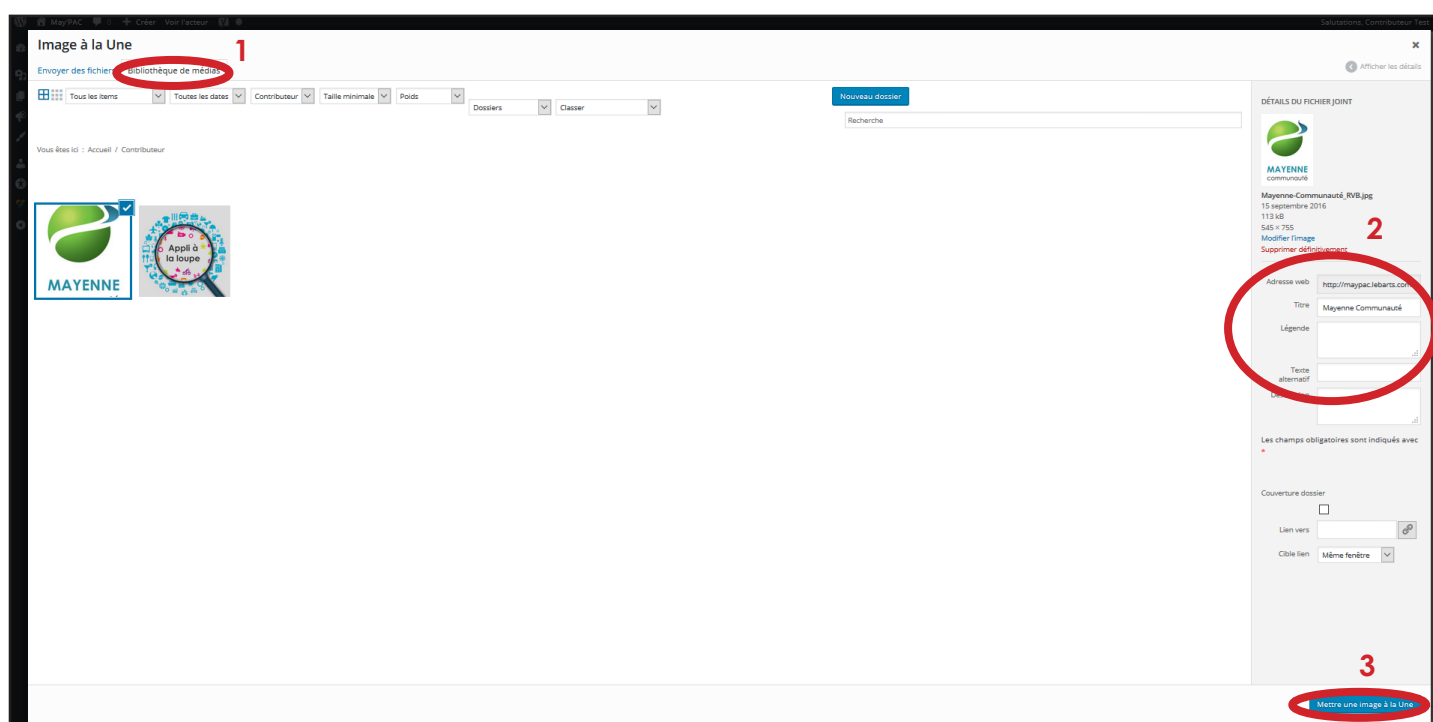 May'PAC 0 + Créer Voir l'acteur
Salutations, Contributeur Test
Image à la Une
1
Envoyer des fichiers Bibliothèque de médias
Afficher les détails
Tous les items Toutes les dates Contributeur Taille minimale Poids
Dossiers Classer
Nouveau dossier
Recherche
Vous êtes ici : Accueil / Contributeur
MAYENNE
Appli à
la loupe
DÉTAILS DU FICHIER JOINT
MAYENNE
communauté
Mayenne-Communauté_RVB.jpg
15 septembre 2016
113 kB
545 × 755
2
Modifier l'image
Supprimer définitivement
Adresse web http://maypac.lebarts.com
Titre Mayenne Communauté
Légende
Texte
alternatif
Les champs obligatoires sont indiqués avec
*
Couverture dossier
Lien vers
Cible lien Même fenêtre
3
Mettre une image à la Une